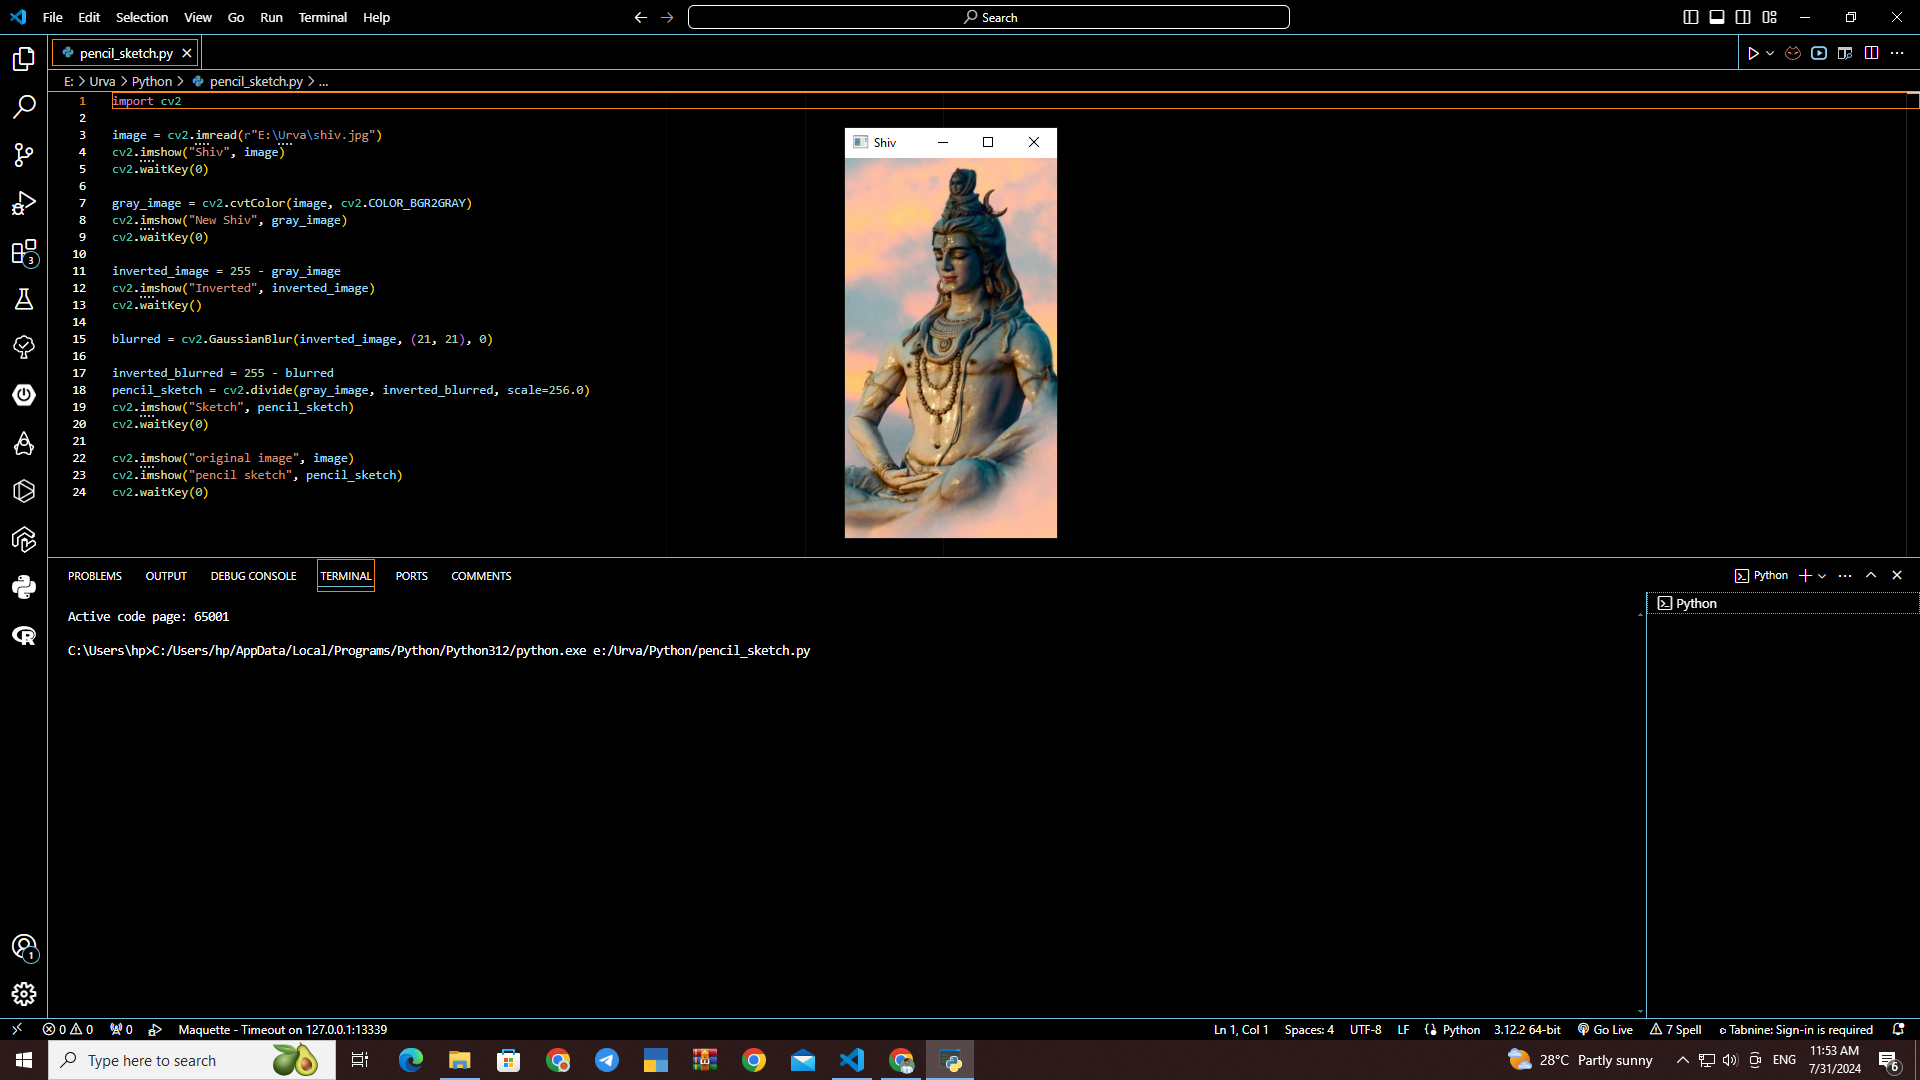 File Edit Selection View Go Run Terminal Help
Search
pencil_sketch.py
E: > Urva > Python > pencil_sketch.py > ...
1 import cv2
2
3 image = cv2.imread(r"E:\Urva\shiv.jpg")
4 cv2.imshow("Shiv", image)
5 cv2.waitKey(0)
6
7 gray_image = cv2.cvtColor(image, cv2.COLOR_BGR2GRAY)
8 cv2.imshow("New Shiv", gray_image)
9 cv2.waitKey(0)
10
11 inverted_image = 255 - gray_image
12 cv2.imshow("Inverted", inverted_image)
13 cv2.waitKey()
14
15 blurred = cv2.GaussianBlur(inverted_image, (21, 21), 0)
16
17 inverted_blurred = 255 - blurred
18 pencil_sketch = cv2.divide(gray_image, inverted_blurred, scale=256.0)
19 cv2.imshow("Sketch", pencil_sketch)
20 cv2.waitKey(0)
21
22 cv2.imshow("original image", image)
23 cv2.imshow("pencil sketch", pencil_sketch)
24 cv2.waitKey(0)
Shiv
3
PROBLEMS OUTPUT DEBUG CONSOLE TERMINAL PORTS COMMENTS
Python
Active code page: 65001
C:\Users\hp>C:/Users/hp/AppData/Local/Programs/Python/Python312/python.exe e:/Urva/Python/pencil_sketch.py
Python
1
0 0 0 Maquette - Timeout on 127.0.0.1:13339
Ln 1, Col 1 Spaces: 4 UTF-8 LF Python 3.12.2 64-bit Go Live 7 Spell Tabnine: Sign-in is required
Type here to search
28°C Partly sunny
ENG
11:53 AM
7/31/2024
6